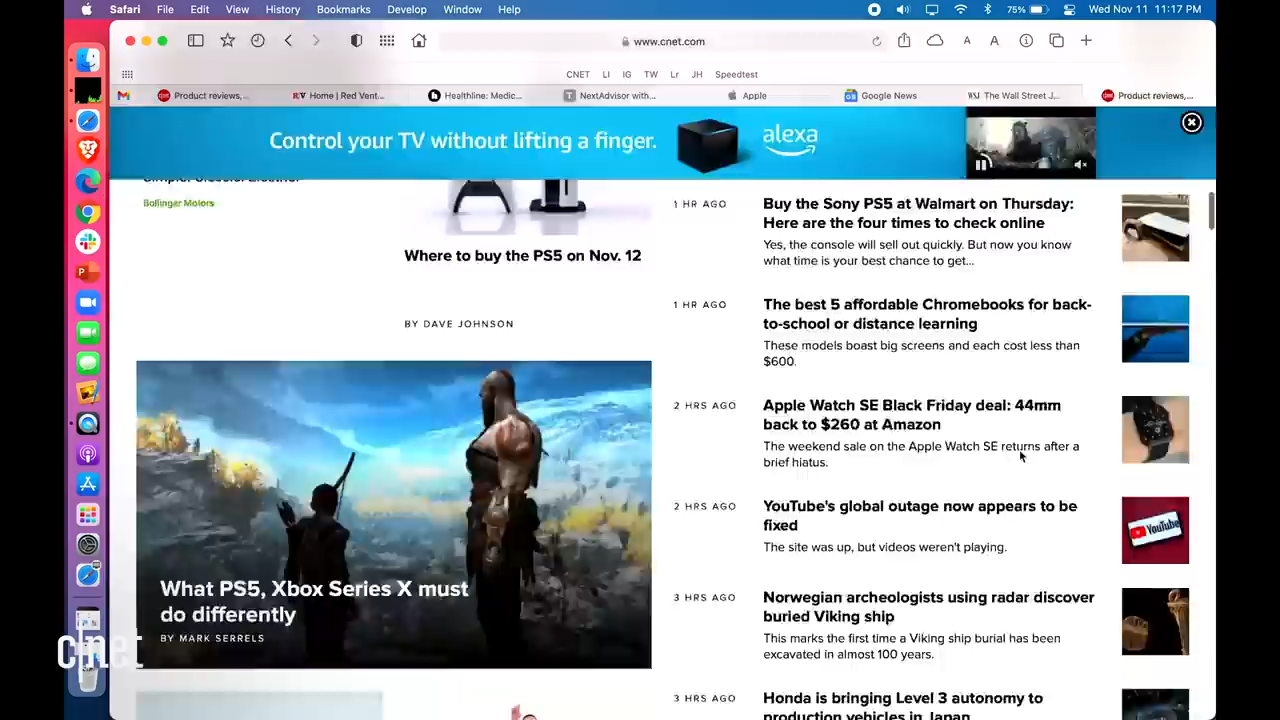 Safari File Edit View History Bookmarks Develop Window Help 75% Wed Nov 11 11:17 PM
www.cnet.com A A
CNET LI IG TW Lr JH Speedtest
Product reviews,... Home | Red Vent... Healthline: Medic... NextAdvisor with... Apple Google News The Wall Street J... Product reviews,...
Control your TV without lifting a finger. alexa
Bollinger Motors
Where to buy the PS5 on Nov. 12
BY DAVE JOHNSON
What PS5, Xbox Series X must
do differently
BY MARK SERRELS
1 HR AGO
Buy the Sony PS5 at Walmart on Thursday:
Here are the four times to check online
Yes, the console will sell out quickly. But now you know
what time is your best chance to get...
1 HR AGO
The best 5 affordable Chromebooks for back-
to-school or distance learning
These models boast big screens and each cost less than
$600.
2 HRS AGO
Apple Watch SE Black Friday deal: 44mm
back to $260 at Amazon
The weekend sale on the Apple Watch SE returns after a
brief hiatus.
2 HRS AGO
YouTube's global outage now appears to be
fixed
The site was up, but videos weren't playing.
YouTube
3 HRS AGO
Norwegian archeologists using radar discover
buried Viking ship
This marks the first time a Viking ship burial has been
excavated in almost 100 years.
3 HRS AGO
Honda is bringing Level 3 autonomy to
production vehicles in Japan
cnet